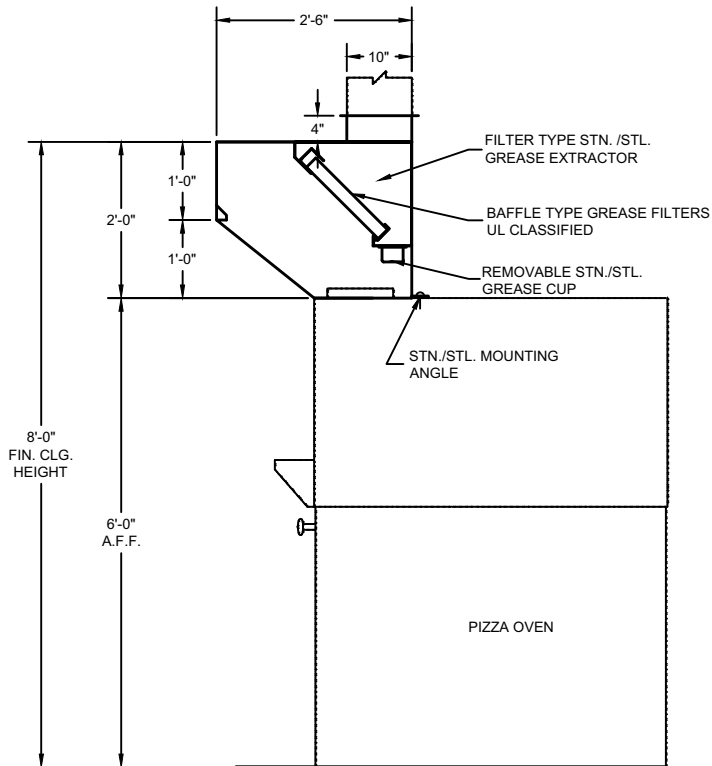 2'-6"
10"
4"
FILTER TYPE STN. /STL.
GREASE EXTRACTOR
1'-0"
2'-0"
BAFFLE TYPE GREASE FILTERS
UL CLASSIFIED
1'-0"
REMOVABLE STN./STL.
GREASE CUP
STN./STL. MOUNTING
ANGLE
8'-0"
FIN. CLG.
HEIGHT
6'-0"
A.F.F.
PIZZA OVEN